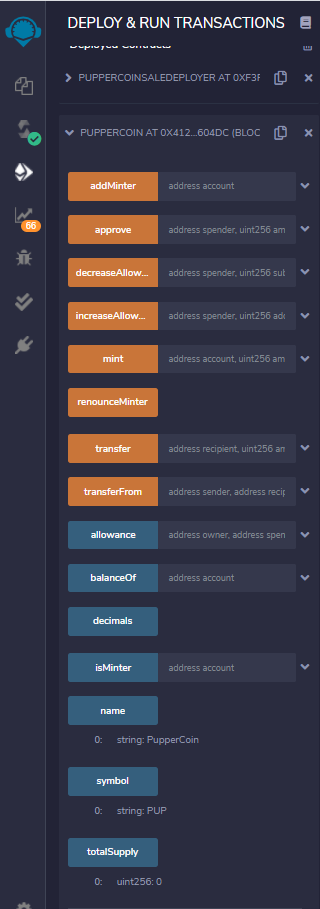 DEPLOY & RUN TRANSACTIONS
Deployed Contracts
PUPPERCOINSALEDEPLOYER AT 0XF3F
PUPPERCOIN AT 0X412...604DC (BLOC
addMinter address account
approve address spender, uint256 am
decreaseAllow... address spender, uint256 sub
increaseAllow... address spender, uint256 add
66
mint address account, uint256 am
renounceMinter
transfer address recipient, uint256 am
transferFrom address sender, address recip
allowance address owner, address spen
balanceOf address account
decimals
isMinter address account
name
0: string: PupperCoin
symbol
0: string: PUP
totalSupply
0: uint256: 0